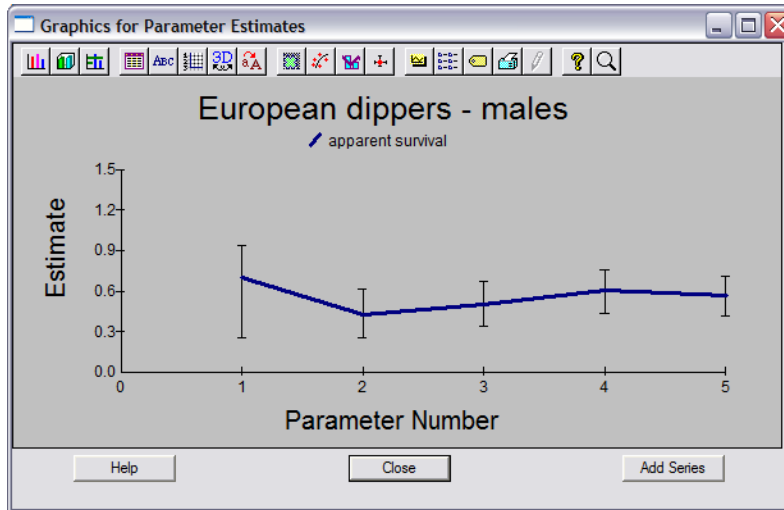 Graphics for Parameter Estimates
ABC 3D aA
European dippers - males
apparent survival
Estimate
1.5
1.2
0.9
0.6
0.3
0.0
0 1 2 3 4 5
Parameter Number
Help Close Add Series